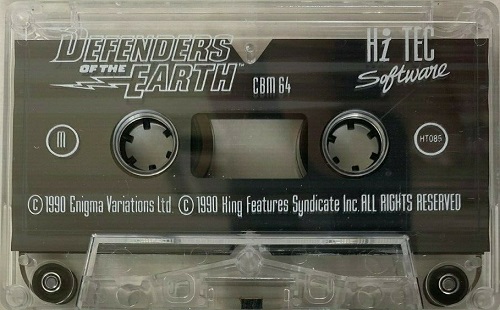 DEFENDERS
OF THE
EARTH™
CBM 64
Hi TEC
Software
M
HT085
© 1990 Enigma Variations Ltd © 1990 King Features Syndicate Inc. ALL RIGHTS RESERVED